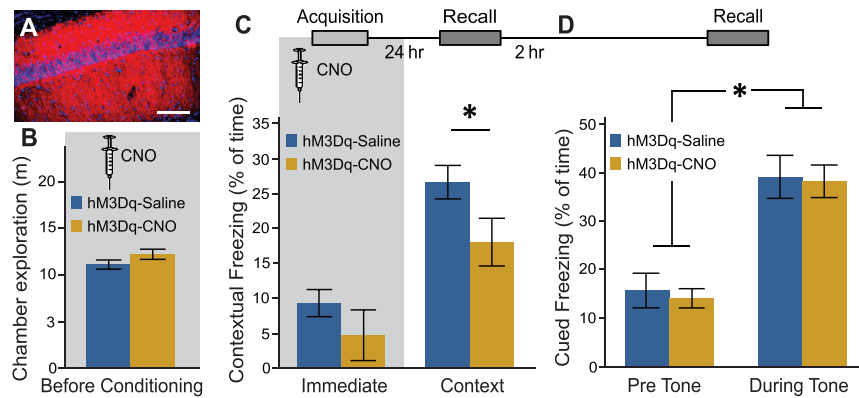 A
B
CNO
Chamber exploration (m)
20
15
10
3
0
hM3Dq-Saline
hM3Dq-CNO
Before Conditioning
C
Acquisition
Recall
24 hr
2 hr
CNO
Contextual Freezing (% of time)
35
30
25
20
15
10
5
0
hM3Dq-Saline
hM3Dq-CNO
*
Immediate
Context
D
Recall
Cued Freezing (% of time)
50
40
30
20
10
0
hM3Dq-Saline
hM3Dq-CNO
*
Pre Tone
During Tone